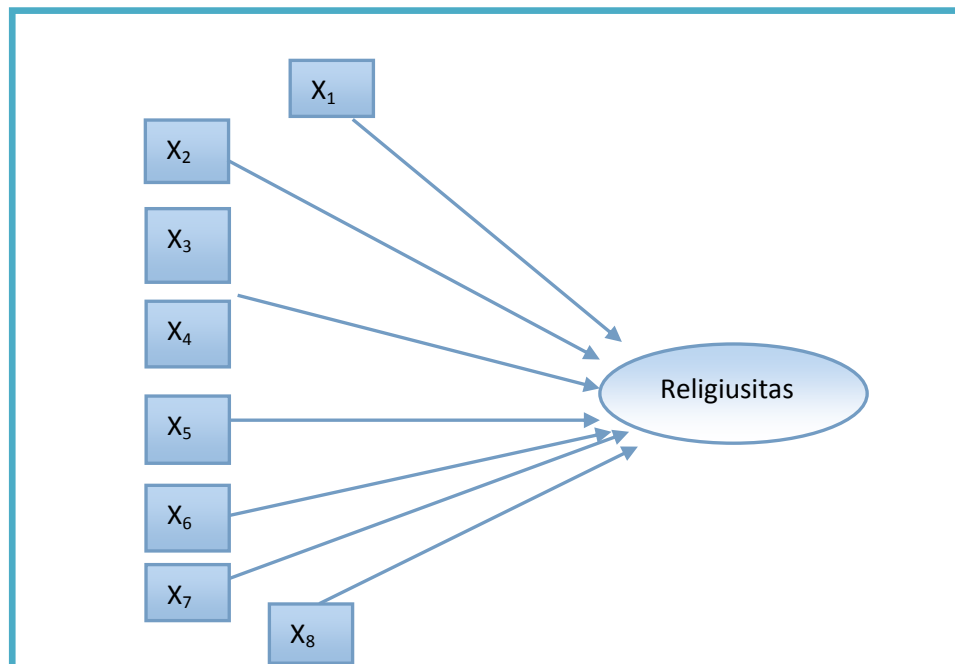 X₁
X₂
X₃
X₄
Religiusitas
X₅
X₆
X₇
X₈